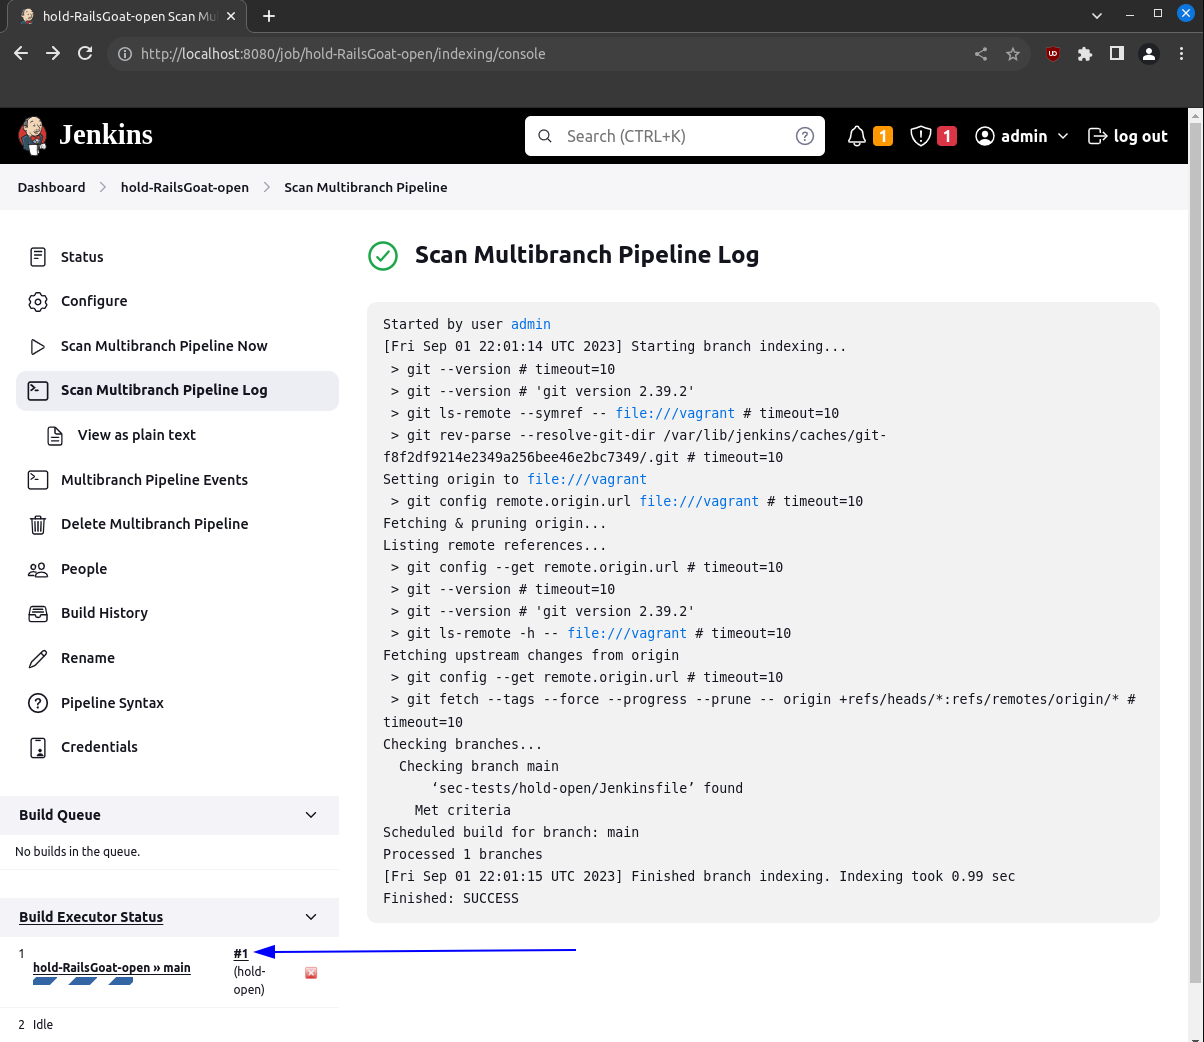 hold-RailsGoat-open Scan Mul
http://localhost:8080/job/hold-RailsGoat-open/indexing/console
UD
Jenkins
Search (CTRL+K)
1
1
admin
log out
Dashboard
hold-RailsGoat-open
Scan Multibranch Pipeline
Status
Configure
Scan Multibranch Pipeline Now
Scan Multibranch Pipeline Log
View as plain text
Multibranch Pipeline Events
Delete Multibranch Pipeline
People
Build History
Rename
Pipeline Syntax
Credentials
Build Queue
No builds in the queue.
Build Executor Status
1
hold-RailsGoat-open » main
#1
(hold-
open)
2 Idle
Scan Multibranch Pipeline Log
Started by user admin
[Fri Sep 01 22:01:14 UTC 2023] Starting branch indexing...
 > git --version # timeout=10
 > git --version # 'git version 2.39.2'
 > git ls-remote --symref -- file:///vagrant # timeout=10
 > git rev-parse --resolve-git-dir /var/lib/jenkins/caches/git-
f8f2df9214e2349a256bee46e2bc7349/.git # timeout=10
Setting origin to file:///vagrant
 > git config remote.origin.url file:///vagrant # timeout=10
Fetching & pruning origin...
Listing remote references...
 > git config --get remote.origin.url # timeout=10
 > git --version # timeout=10
 > git --version # 'git version 2.39.2'
 > git ls-remote -h -- file:///vagrant # timeout=10
Fetching upstream changes from origin
 > git config --get remote.origin.url # timeout=10
 > git fetch --tags --force --progress --prune -- origin +refs/heads/*:refs/remotes/origin/* #
timeout=10
Checking branches...
  Checking branch main
      ‘sec-tests/hold-open/Jenkinsfile’ found
    Met criteria
Scheduled build for branch: main
Processed 1 branches
[Fri Sep 01 22:01:15 UTC 2023] Finished branch indexing. Indexing took 0.99 sec
Finished: SUCCESS